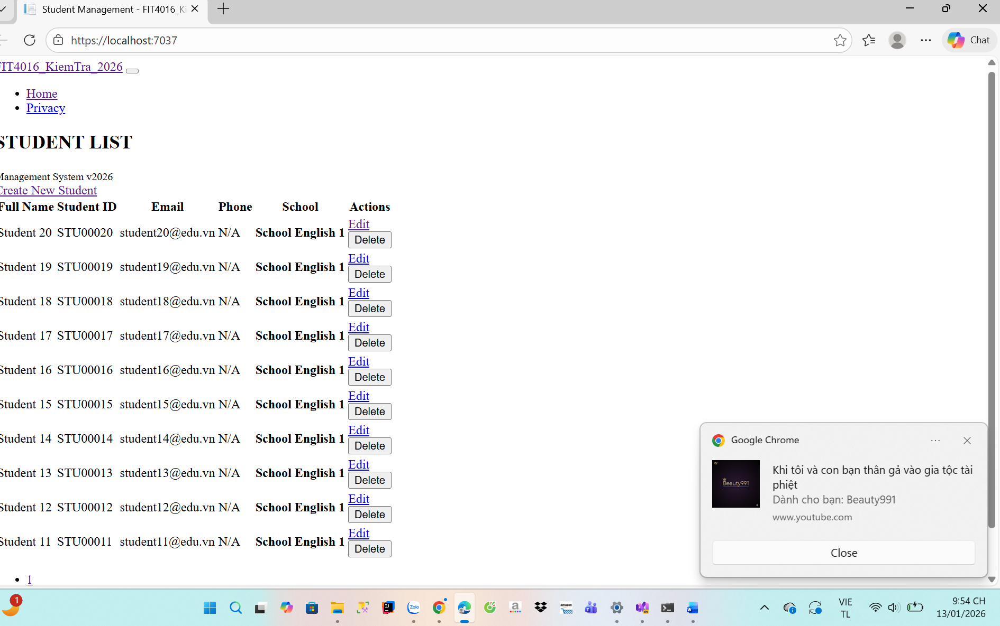 Student Management - FIT4016_Ki
https://localhost:7037
Chat
FIT4016_KiemTra_2026
Home
Privacy
STUDENT LIST
Management System v2026
Create New Student
Full Name Student ID Email Phone School Actions
Student 20 STU00020 student20@edu.vn N/A School English 1 Edit
Delete
Student 19 STU00019 student19@edu.vn N/A School English 1 Edit
Delete
Student 18 STU00018 student18@edu.vn N/A School English 1 Edit
Delete
Student 17 STU00017 student17@edu.vn N/A School English 1 Edit
Delete
Student 16 STU00016 student16@edu.vn N/A School English 1 Edit
Delete
Student 15 STU00015 student15@edu.vn N/A School English 1 Edit
Delete
Student 14 STU00014 student14@edu.vn N/A School English 1 Edit
Delete
Student 13 STU00013 student13@edu.vn N/A School English 1 Edit
Delete
Student 12 STU00012 student12@edu.vn N/A School English 1 Edit
Delete
Student 11 STU00011 student11@edu.vn N/A School English 1 Edit
Delete
1
Google Chrome
Beauty991
Khi tôi và con bạn thân gả vào gia tộc tài
phiệt
Dành cho bạn: Beauty991
www.youtube.com
Close
1
Zalo
amazon
VIE
TL
9:54 CH
13/01/2026